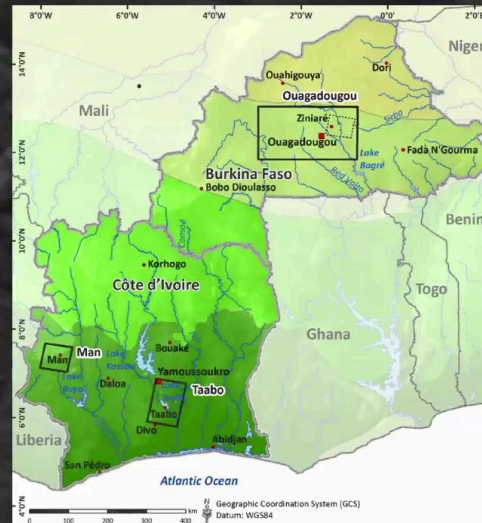 8°0'W 6°0'W 4°0'W 2°0'W 0°0' 2°0'E
14°0'N
12°0'N
10°0'N
8°0'N
6°0'N
4°0'N
Niger
Mali
Ouahigouya
Dori
Ouagadougou
Ziniaré
Sirba
Ouagadougou
Lake Bagré
Fada N'Gourma
Burkina Faso
Red Volta
Bobo Dioulasso
Comoé
Benin
Korhogo
Côte d'Ivoire
Togo
Ghana
Man
Man
Lake Kossou
Bouaké
Yamoussoukro
Lake Buyo
Daloa
Lake
Taabo
Taabo
Divo
Liberia
Abidjan
San Pédro
Atlantic Ocean
0 100 200 300 400 km
N
Geographic Coordination System (GCS)
Datum: WGS84